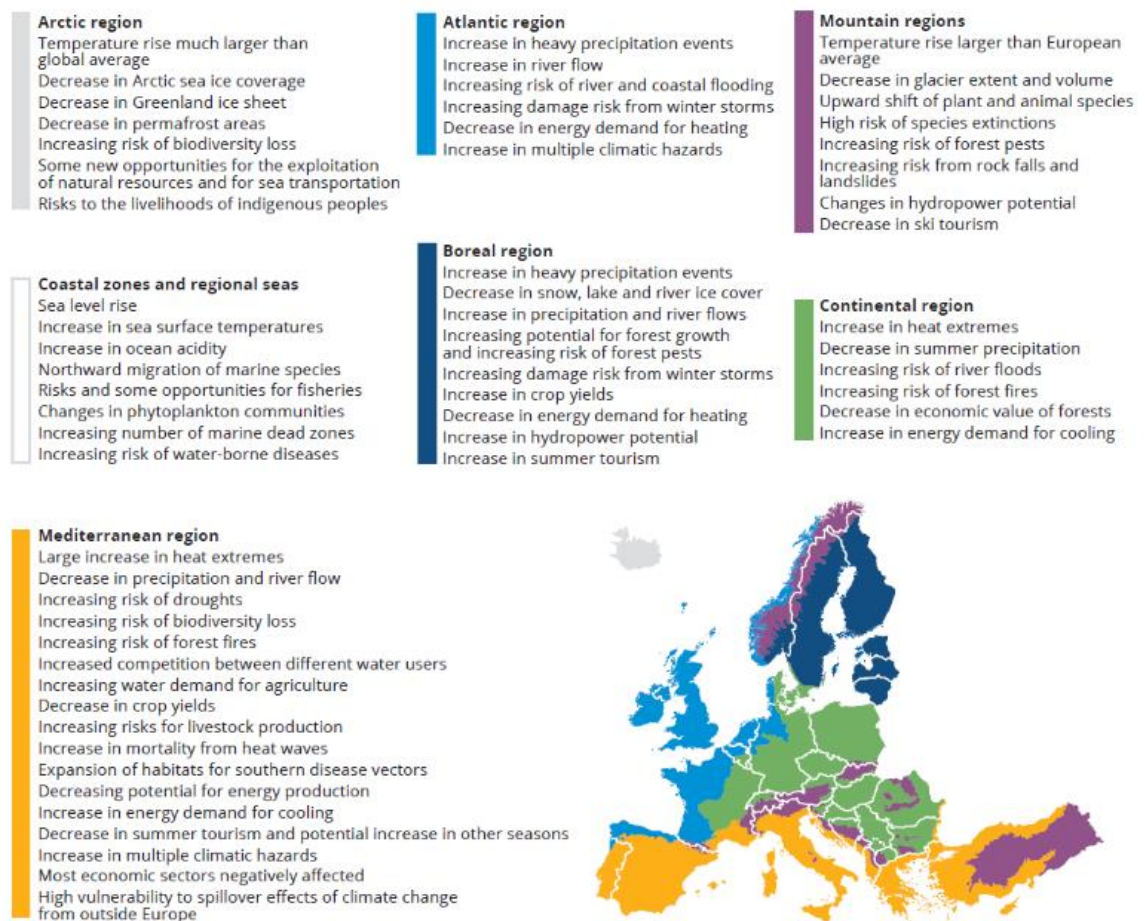 Arctic region
Temperature rise much larger than
global average
Decrease in Arctic sea ice coverage
Decrease in Greenland ice sheet
Decrease in permafrost areas
Increasing risk of biodiversity loss
Some new opportunities for the exploitation
of natural resources and for sea transportation
Risks to the livelihoods of indigenous peoples
Atlantic region
Increase in heavy precipitation events
Increase in river flow
Increasing risk of river and coastal flooding
Increasing damage risk from winter storms
Decrease in energy demand for heating
Increase in multiple climatic hazards
Mountain regions
Temperature rise larger than European
average
Decrease in glacier extent and volume
Upward shift of plant and animal species
High risk of species extinctions
Increasing risk of forest pests
Increasing risk from rock falls and
landslides
Changes in hydropower potential
Decrease in ski tourism
Coastal zones and regional seas
Sea level rise
Increase in sea surface temperatures
Increase in ocean acidity
Northward migration of marine species
Risks and some opportunities for fisheries
Changes in phytoplankton communities
Increasing number of marine dead zones
Increasing risk of water-borne diseases
Boreal region
Increase in heavy precipitation events
Decrease in snow, lake and river ice cover
Increase in precipitation and river flows
Increasing potential for forest growth
and increasing risk of forest pests
Increasing damage risk from winter storms
Increase in crop yields
Decrease in energy demand for heating
Increase in hydropower potential
Increase in summer tourism
Continental region
Increase in heat extremes
Decrease in summer precipitation
Increasing risk of river floods
Increasing risk of forest fires
Decrease in economic value of forests
Increase in energy demand for cooling
Mediterranean region
Large increase in heat extremes
Decrease in precipitation and river flow
Increasing risk of droughts
Increasing risk of biodiversity loss
Increasing risk of forest fires
Increased competition between different water users
Increasing water demand for agriculture
Decrease in crop yields
Increasing risks for livestock production
Increase in mortality from heat waves
Expansion of habitats for southern disease vectors
Decreasing potential for energy production
Increase in energy demand for cooling
Decrease in summer tourism and potential increase in other seasons
Increase in multiple climatic hazards
Most economic sectors negatively affected
High vulnerability to spillover effects of climate change
from outside Europe